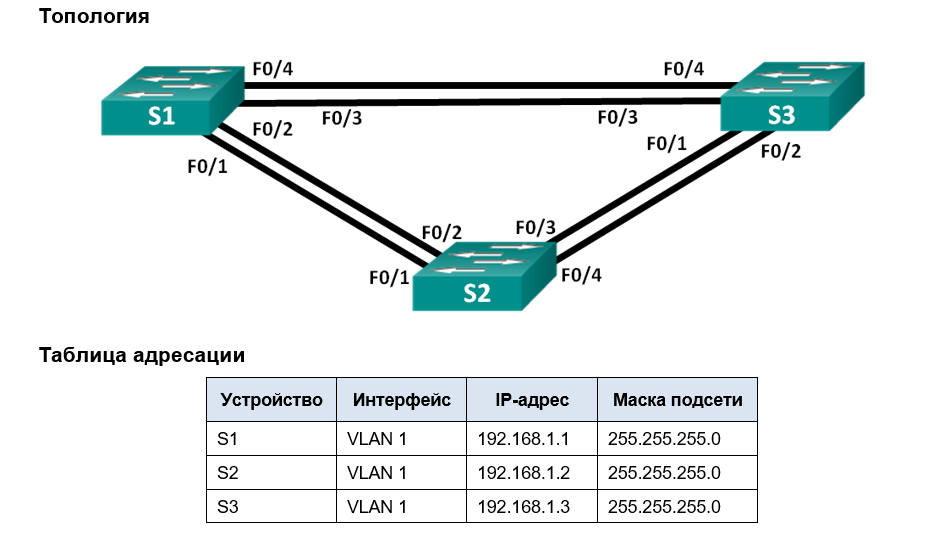 Топология
F0/4 F0/4
S1 F0/3 F0/3 S3
F0/2 F0/1
F0/1 F0/2
F0/2 F0/3
F0/1 F0/4
S2
Таблица адресации
Устройство Интерфейс IP-адрес Маска подсети
S1 VLAN 1 192.168.1.1 255.255.255.0
S2 VLAN 1 192.168.1.2 255.255.255.0
S3 VLAN 1 192.168.1.3 255.255.255.0